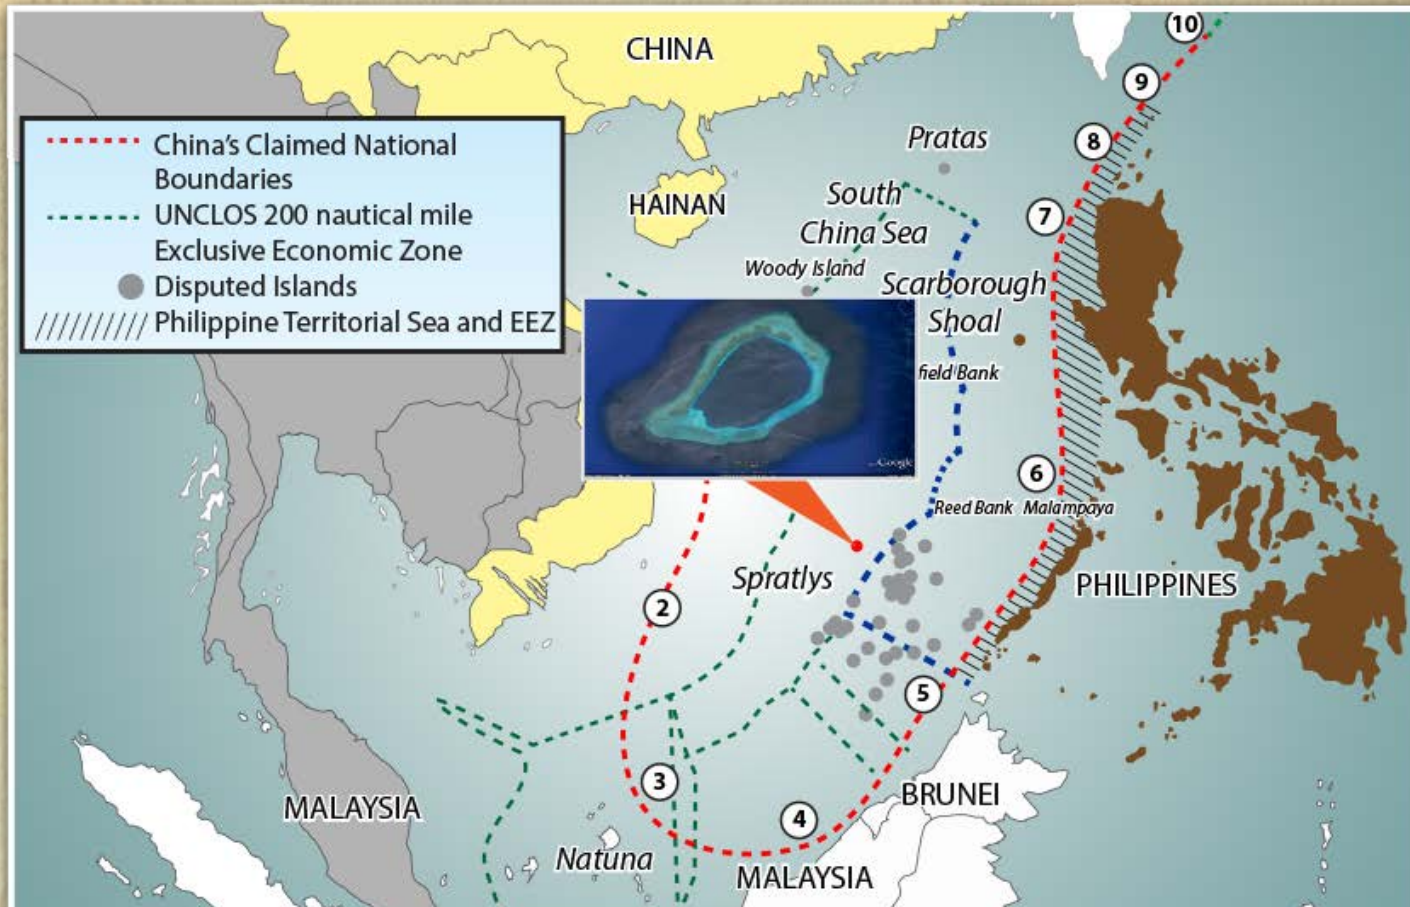 10
CHINA
9
China's Claimed National
Boundaries
UNCLOS 200 nautical mile
Exclusive Economic Zone
Disputed Islands
Philippine Territorial Sea and EEZ
8
Pratas
South
China Sea
HAINAN
7
Woody Island
Scarborough
Shoal
field Bank
Google
6
Reed Bank Malampaya
Spratlys
PHILIPPINES
2
5
3
BRUNEI
MALAYSIA
4
Natuna
MALAYSIA